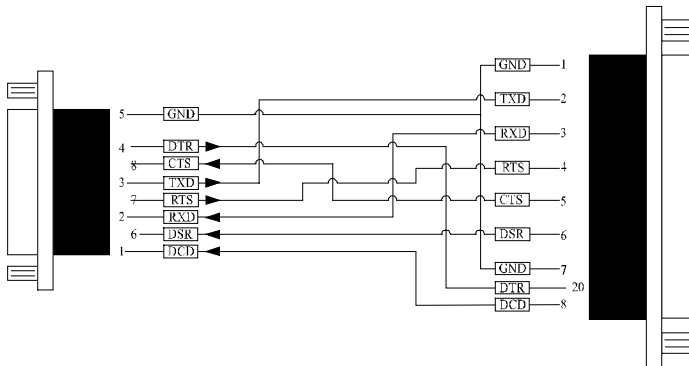 GND 1
TXD 2
5 GND
RXD 3
4 DTR
8 CTS
RTS 4
3 TXD
7 RTS
CTS 5
2 RXD
6 DSR
DSR 6
1 DCD
GND 7
DTR 20
DCD 8